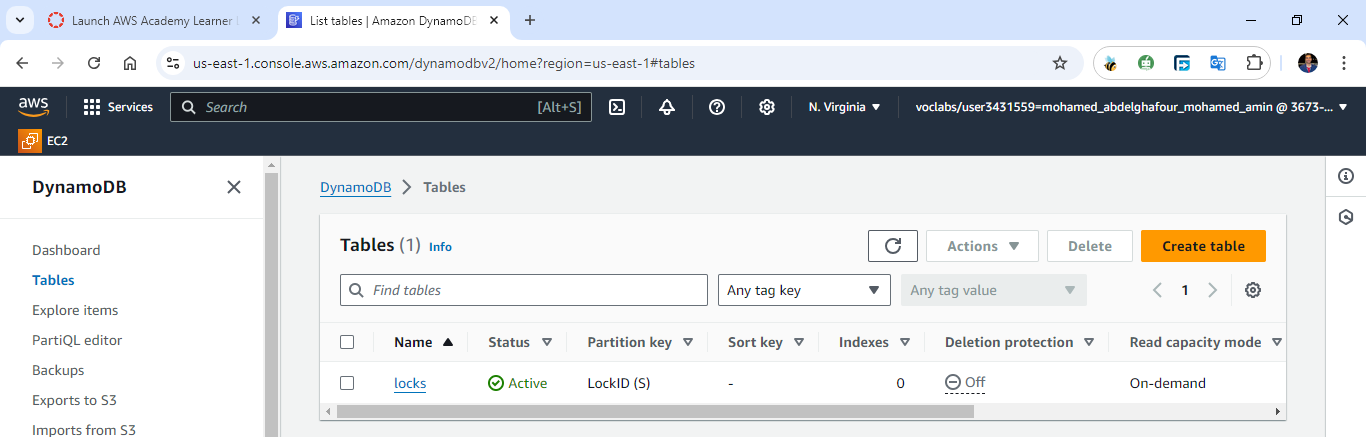 Launch AWS Academy Learner
List tables | Amazon DynamoDB
us-east-1.console.aws.amazon.com/dynamodbv2/home?region=us-east-1#tables
aws Services Search [Alt+S] N. Virginia voclabs/user3431559=mohamed_abdelghafour_mohamed_amin @ 3673-...
EC2
DynamoDB
Dashboard
Tables
Explore items
PartiQL editor
Backups
Exports to S3
Imports from S3
DynamoDB > Tables
Tables (1) Info Actions Delete Create table
Find tables Any tag key Any tag value 1
Name Status Partition key Sort key Indexes Deletion protection Read capacity mode
locks Active LockID (S) - 0 Off On-demand